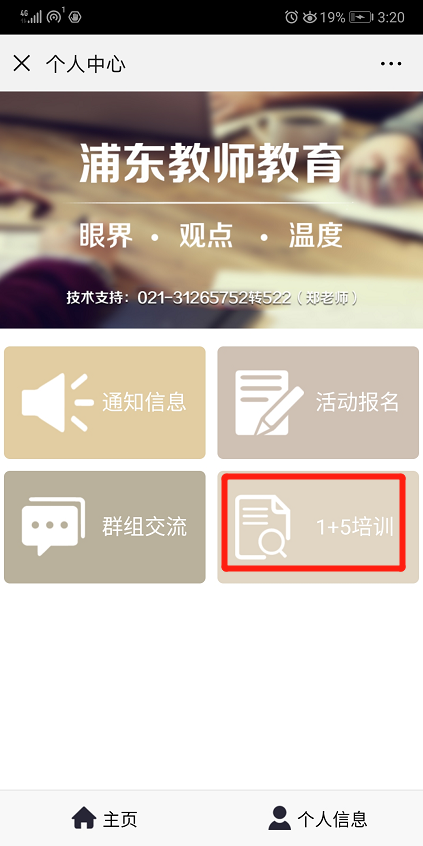 4G 1 19% 3:20
个人中心
浦东教师教育
眼界 • 观点 • 温度
技术支持：021-31265752转522（郑老师）
通知信息
活动报名
群组交流
1+5培训
主页
个人信息